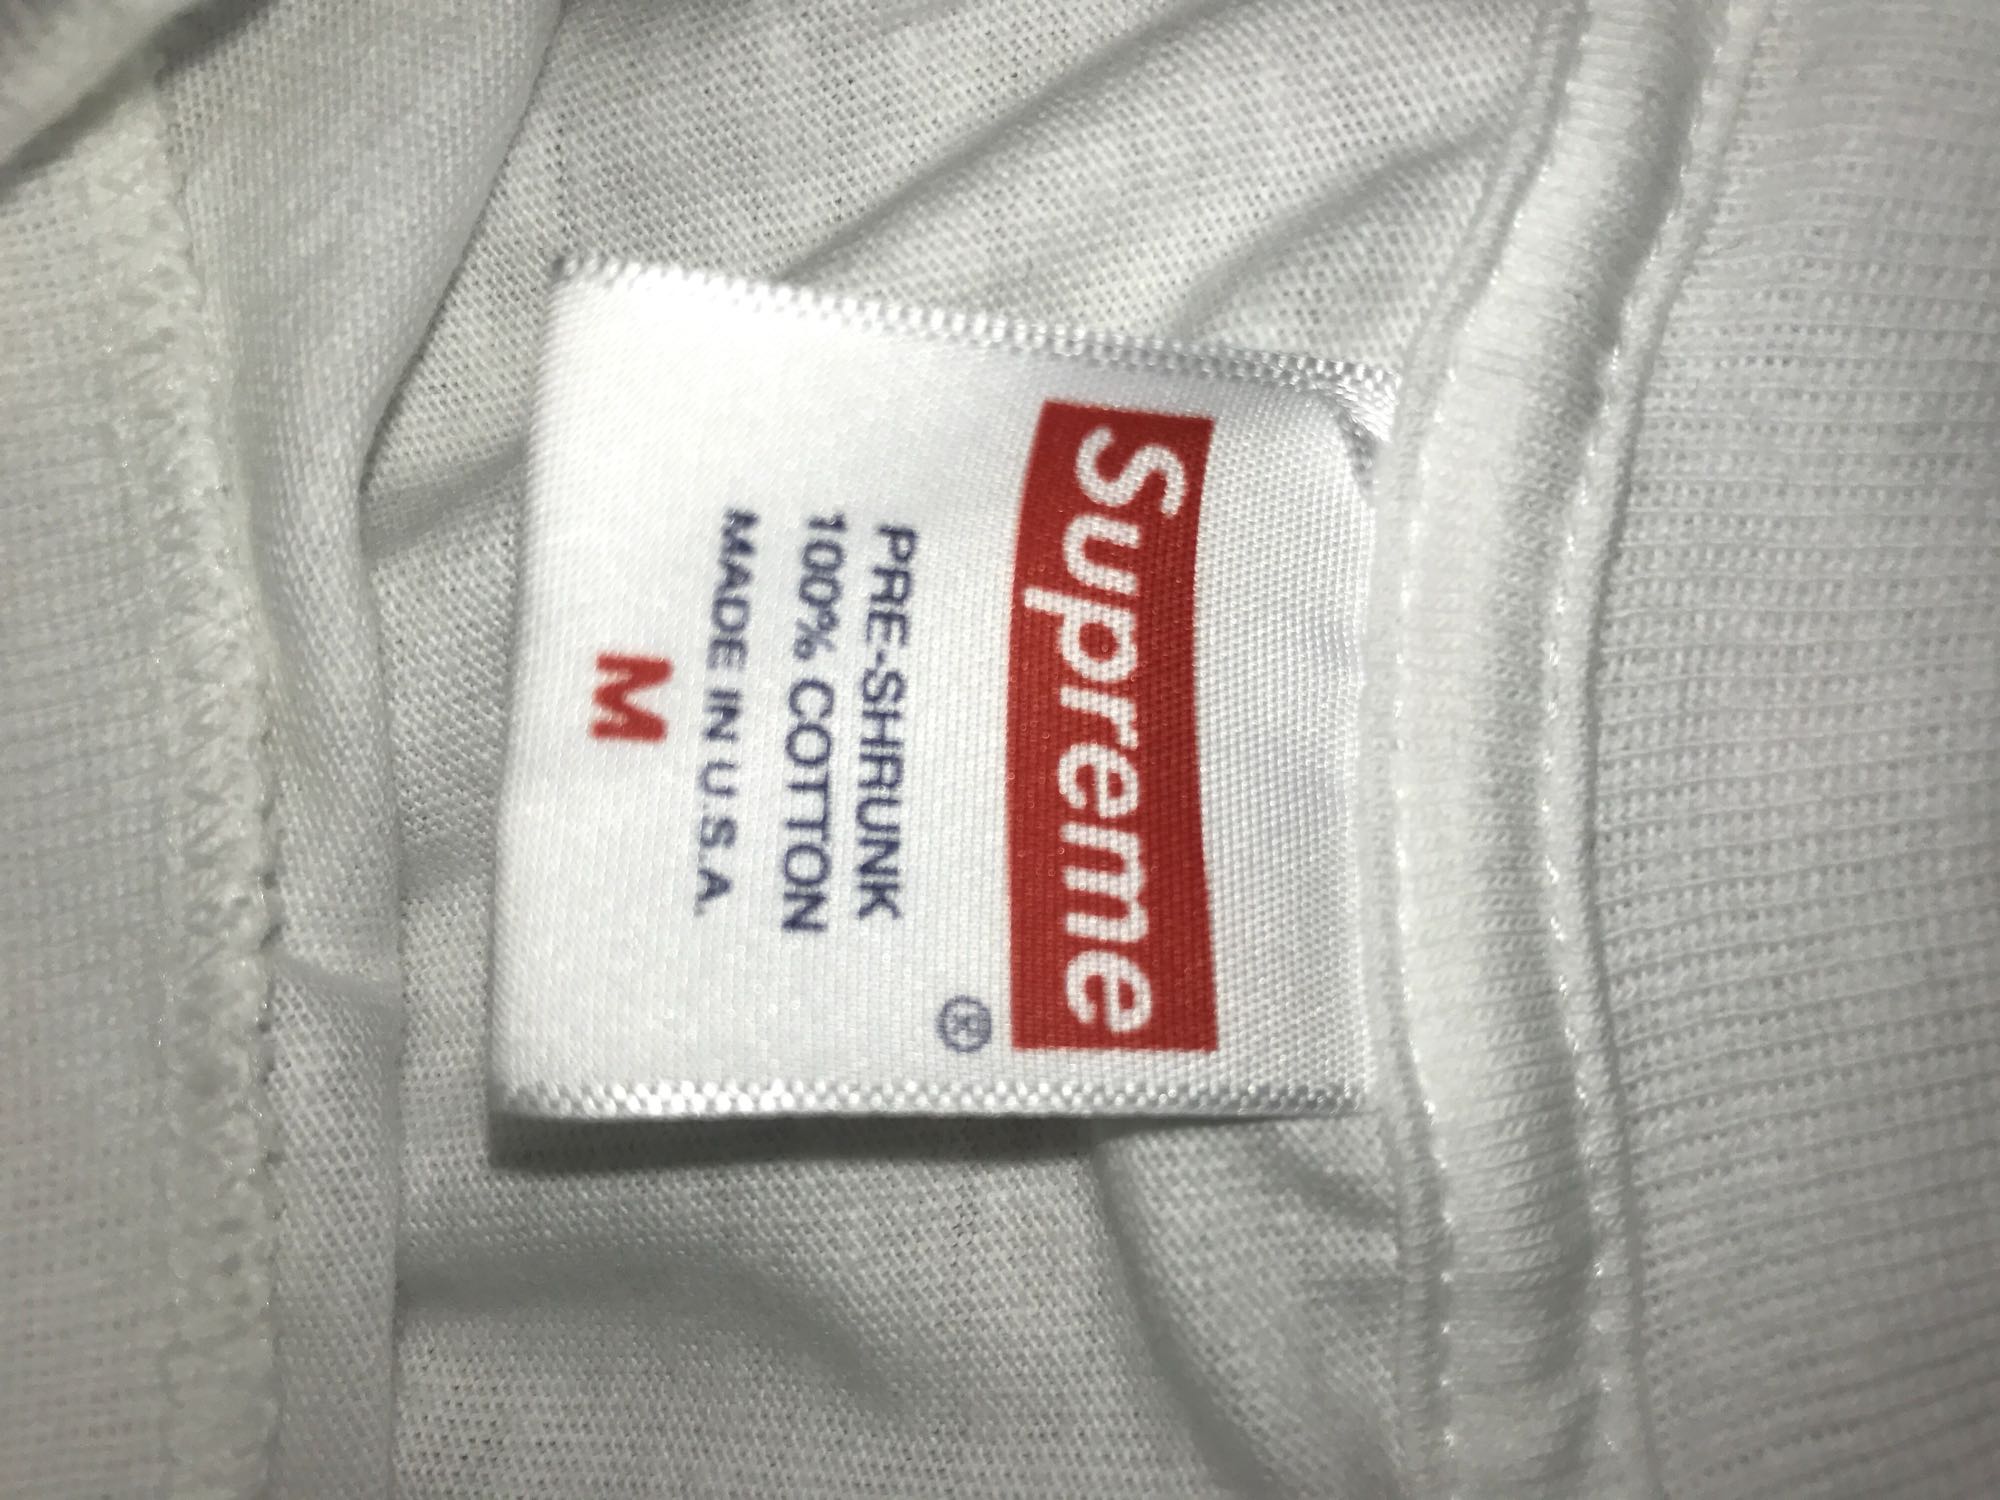 Supreme
®
PRE-SHRUNK
100% COTTON
MADE IN U.S.A.
M